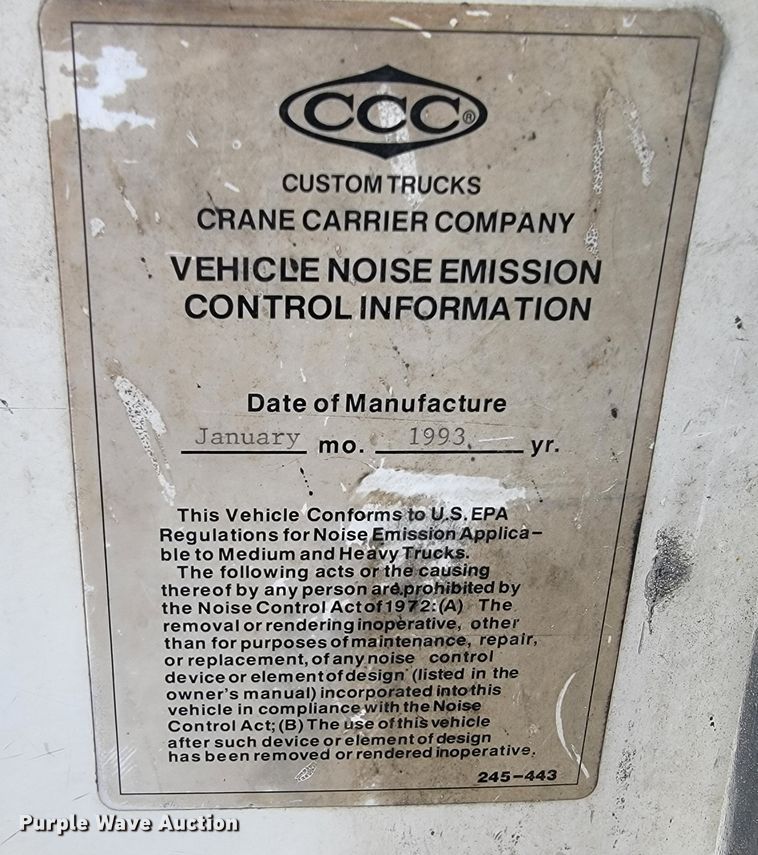 CCC®
CUSTOM TRUCKS
CRANE CARRIER COMPANY
VEHICLE NOISE EMISSION
CONTROL INFORMATION
Date of Manufacture
January mo. 1993 yr.
This Vehicle Conforms to U.S. EPA
Regulations for Noise Emission Applica-
ble to Medium and Heavy Trucks.
The following acts or the causing
thereof by any person are prohibited by
the Noise Control Act of 1972: (A) The
removal or rendering inoperative, other
than for purposes of maintenance, repair,
or replacement, of any noise control
device or element of design (listed in the
owner's manual) incorporated into this
vehicle in compliance with the Noise
Control Act; (B) The use of this vehicle
after such device or element of design
has been removed or rendered inoperative.
245-443
Purple Wave Auction